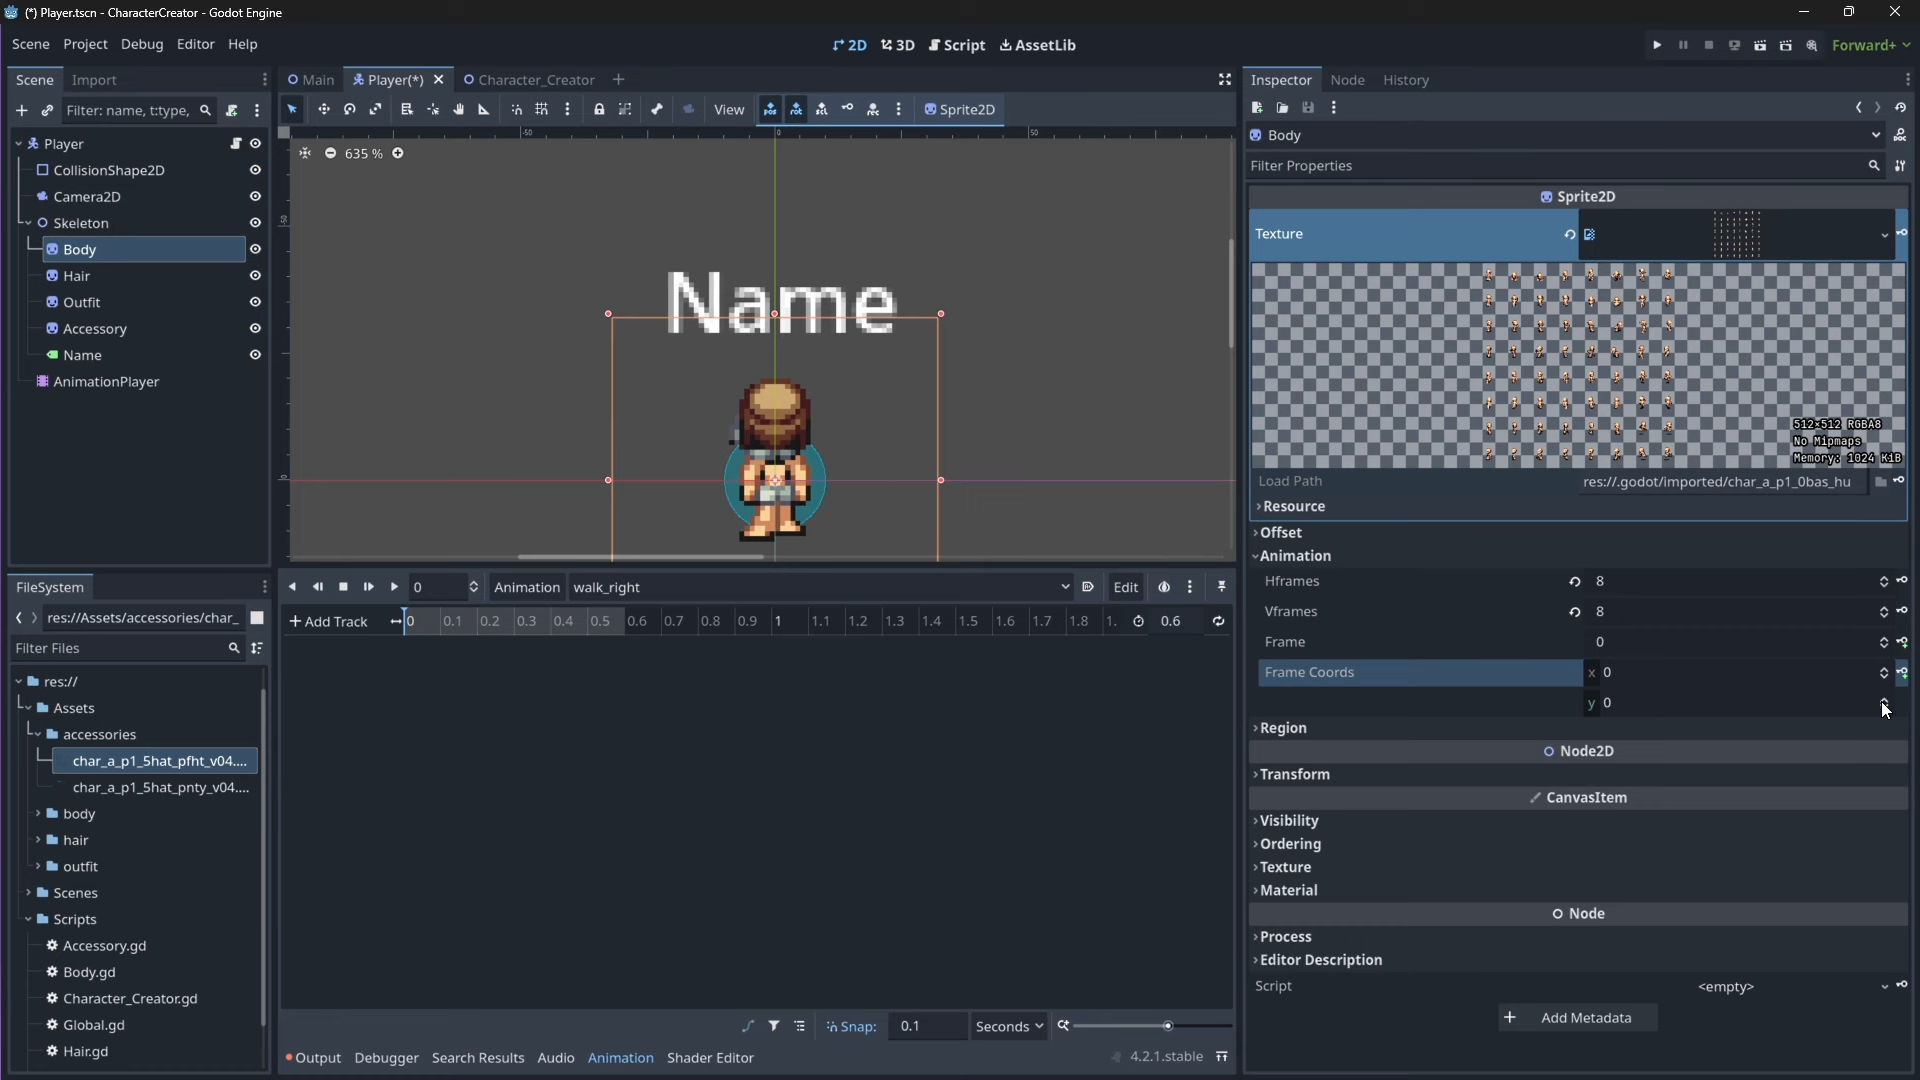 (*) Player.tscn - CharacterCreator - Godot Engine
Scene Project Debug Editor Help
2D 3D Script AssetLib
Forward+
Scene Import
Main Player(*) Character_Creator
Inspector Node History
Filter: name, t:type,
View Sprite2D
Player
CollisionShape2D
Camera2D
Skeleton
Body
Hair
Outfit
Accessory
Name
AnimationPlayer
-50 0 50
635 %
-50
0
Name
Body
Filter Properties
Sprite2D
Texture
512×512 RGBA8
No Mipmaps
Memory: 1024 KiB
Load Path res://.godot/imported/char_a_p1_0bas_hu
Resource
Offset
Animation
Hframes 8
Vframes 8
Frame 0
Frame Coords x 0
y 0
Region
Node2D
Transform
CanvasItem
Visibility
Ordering
Texture
Material
Node
Process
Editor Description
Script <empty>
Add Metadata
FileSystem
res://Assets/accessories/char_
Filter Files
res://
Assets
accessories
char_a_p1_5hat_pfht_v04....
char_a_p1_5hat_pnty_v04....
body
hair
outfit
Scenes
Scripts
Accessory.gd
Body.gd
Character_Creator.gd
Global.gd
Hair.gd
0 Animation walk_right Edit
Add Track 0 0.1 0.2 0.3 0.4 0.5 0.6 0.7 0.8 0.9 1 1.1 1.2 1.3 1.4 1.5 1.6 1.7 1.8 1. 0.6
Snap: 0.1 Seconds
Output Debugger Search Results Audio Animation Shader Editor 4.2.1.stable